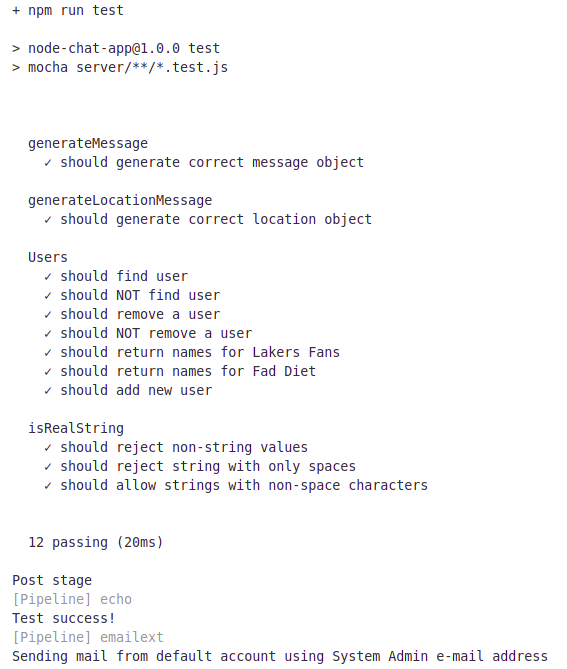 + npm run test
> node-chat-app@1.0.0 test
> mocha server/**/*.test.js
generateMessage
✓ should generate correct message object
generateLocationMessage
✓ should generate correct location object
Users
✓ should find user
✓ should NOT find user
✓ should remove a user
✓ should NOT remove a user
✓ should return names for Lakers Fans
✓ should return names for Fad Diet
✓ should add new user
isRealString
✓ should reject non-string values
✓ should reject string with only spaces
✓ should allow strings with non-space characters
12 passing (20ms)
Post stage
[Pipeline] echo
Test success!
[Pipeline] emailext
Sending mail from default account using System Admin e-mail address